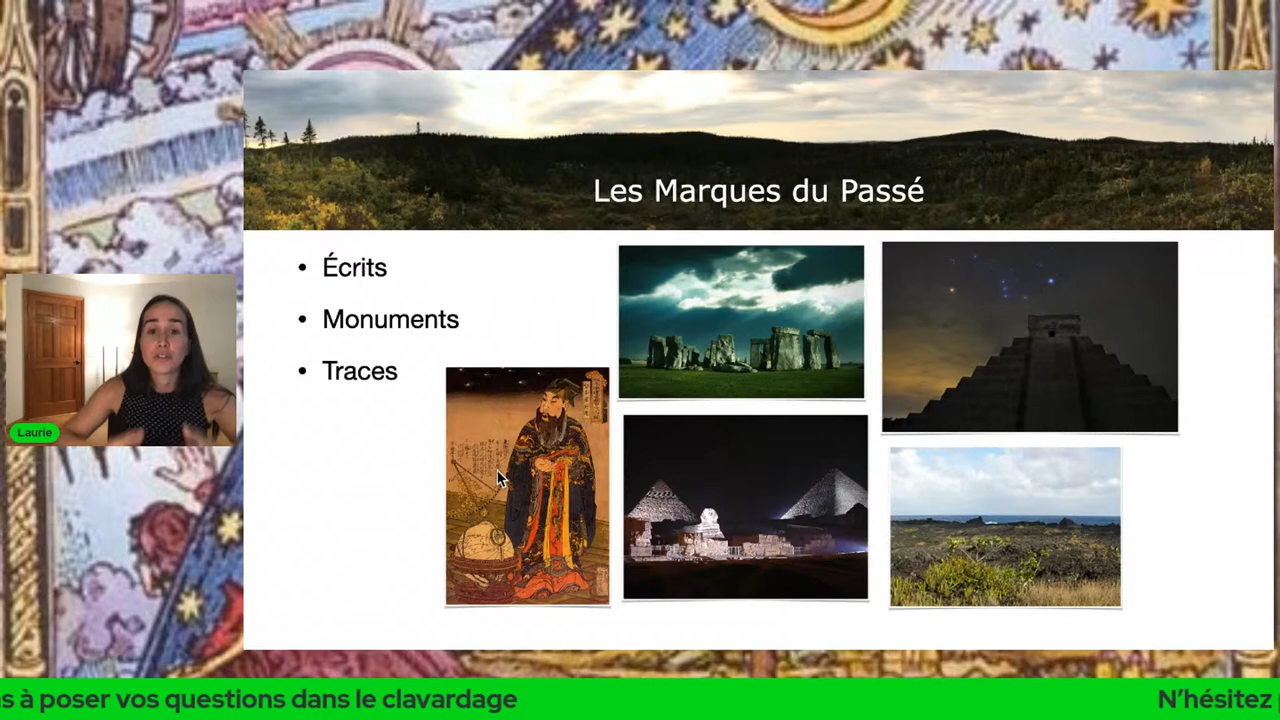 Les Marques du Passé
• Écrits
• Monuments
• Traces
Laurie
à poser vos questions dans le clavardage
N'hésitez